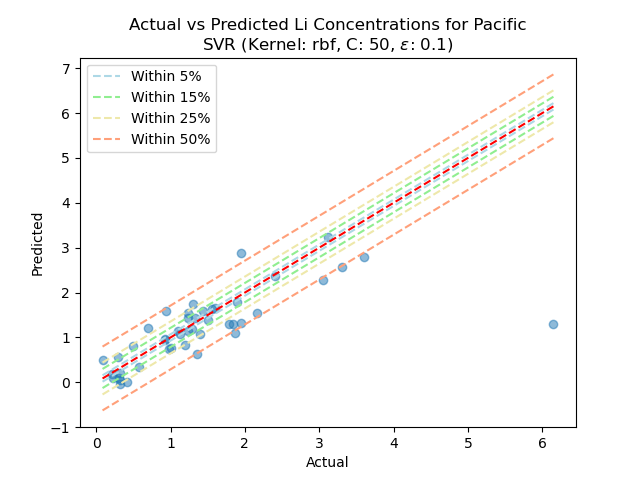 Actual vs Predicted Li Concentrations for Pacific
SVR (Kernel: rbf, C: 50, ε: 0.1)
Within 5%
Within 15%
Within 25%
Within 50%
Predicted
7
6
5
4
3
2
1
0
−1
0 1 2 3 4 5 6
Actual